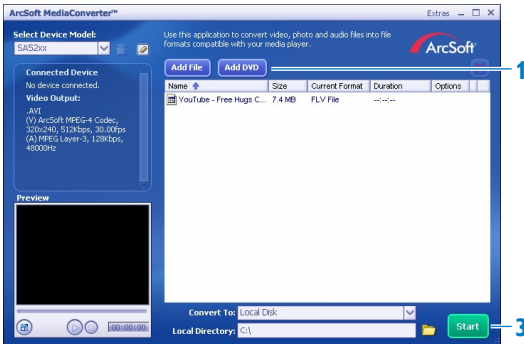 ArcSoft MediaConverter™
Extras
Select Device Model:
SA52xx
Use this application to convert video, photo and audio files into file
formats compatible with your media player.
ArcSoft
Connected Device
No device connected.
Video Output:
.AVI
(V) ArcSoft MPEG-4 Codec,
320x240, 512Kbps, 30.00fps
(A) MPEG Layer-3, 128Kbps,
48000Hz
Add File Add DVD
1
Name Size Current Format Duration Options
YouTube - Free Hugs C... 7.4 MB FLV File --:--:--
Preview
00:00:00
Convert To: Local Disk
Local Directory: C:\
Start
3